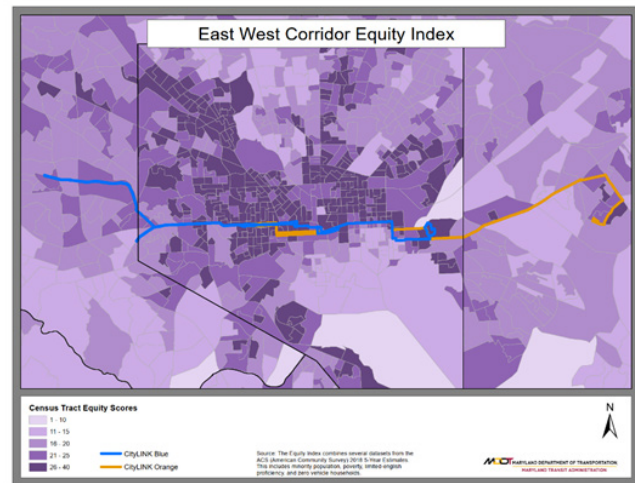 East West Corridor Equity Index
Census Tract Equity Scores
1 - 10
11 - 15
16 - 20
21 - 25
26 - 40
CityLINK Blue
CityLINK Orange
Source: The Equity Index combines several datasets from the
ACS (American Community Survey) 2018 5-Year Estimates.
This includes minority population, poverty, limited english
proficiency, and zero vehicle households.
N
MDOT MARYLAND DEPARTMENT OF TRANSPORTATION
MARYLAND TRANSIT ADMINISTRATION